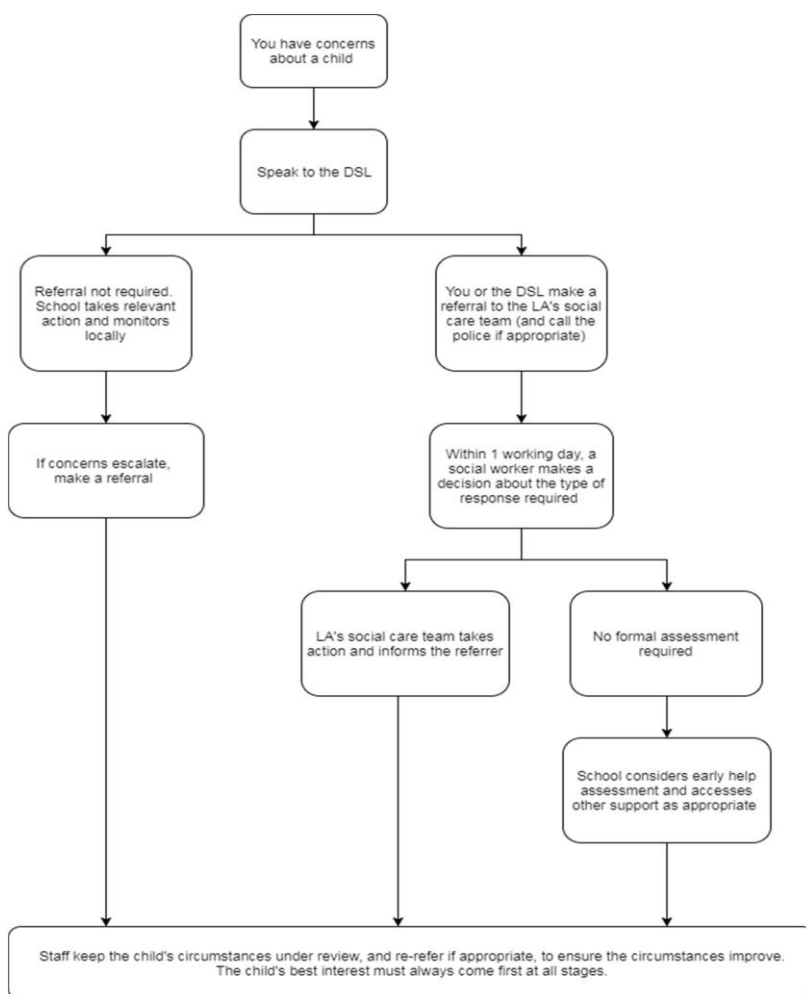 You have concerns
about a child
Speak to the DSL
Referral not required.
School takes relevant
action and monitors
locally
You or the DSL make a
referral to the LA's social
care team (and call the
police if appropriate)
If concerns escalate,
make a referral
Within 1 working day, a
social worker makes a
decision about the type of
response required
LA's social care team takes
action and informs the referrer
No formal assessment
required
School considers early help
assessment and accesses
other support as appropriate
Staff keep the child's circumstances under review, and re-refer if appropriate, to ensure the circumstances improve.
The child's best interest must always come first at all stages.